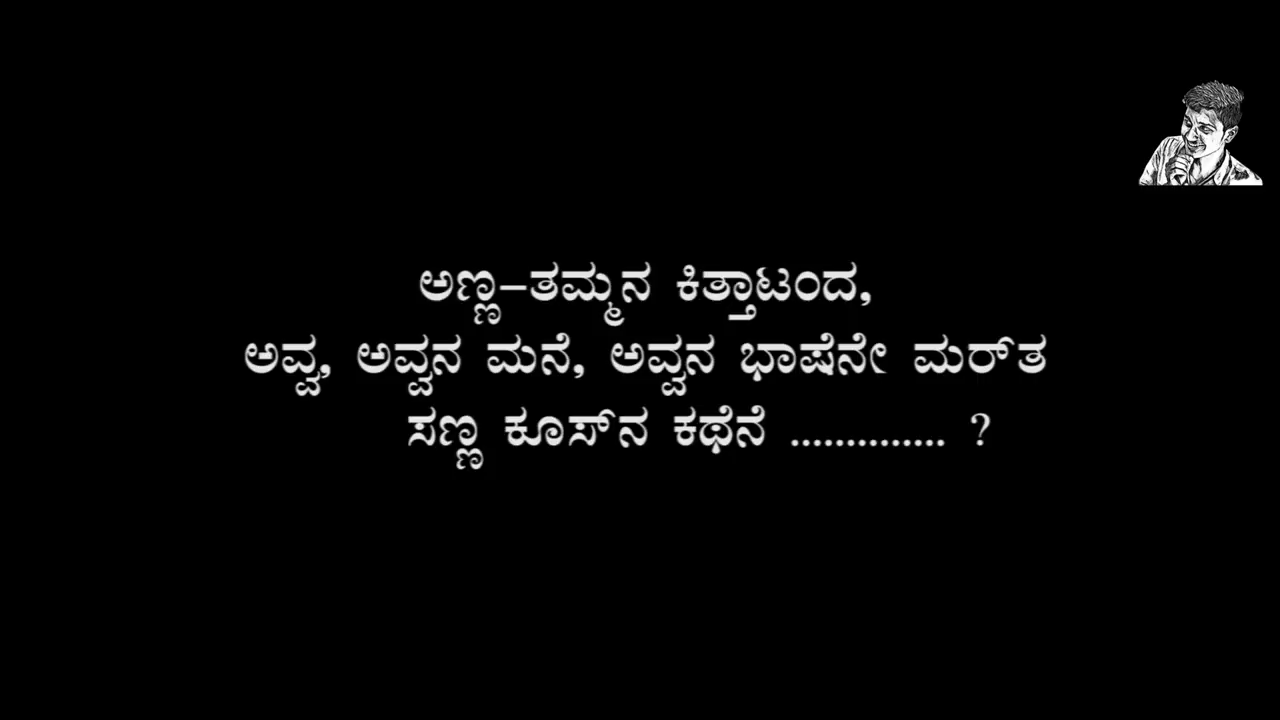 ಅಣ್ಣ–ತಮ್ಮನ ಕಿತ್ತಾಟಂದ,
ಅವ್ವ, ಅವ್ವನ ಮನೆ, ಅವ್ವನ ಭಾಷೆನೇ ಮರ್‌ತ
ಸಣ್ಣ ಕೂಸ್‌ನ ಕಥೆನೆ .............. ?